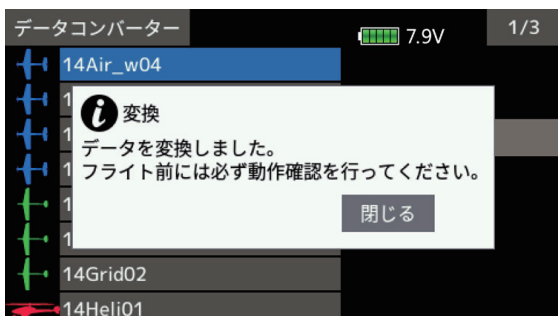 データコンバーター
7.9V
1/3
14Air_w04
変換
データを変換しました。
フライト前には必ず動作確認を行ってください。
閉じる
14Grid02
14Heli01